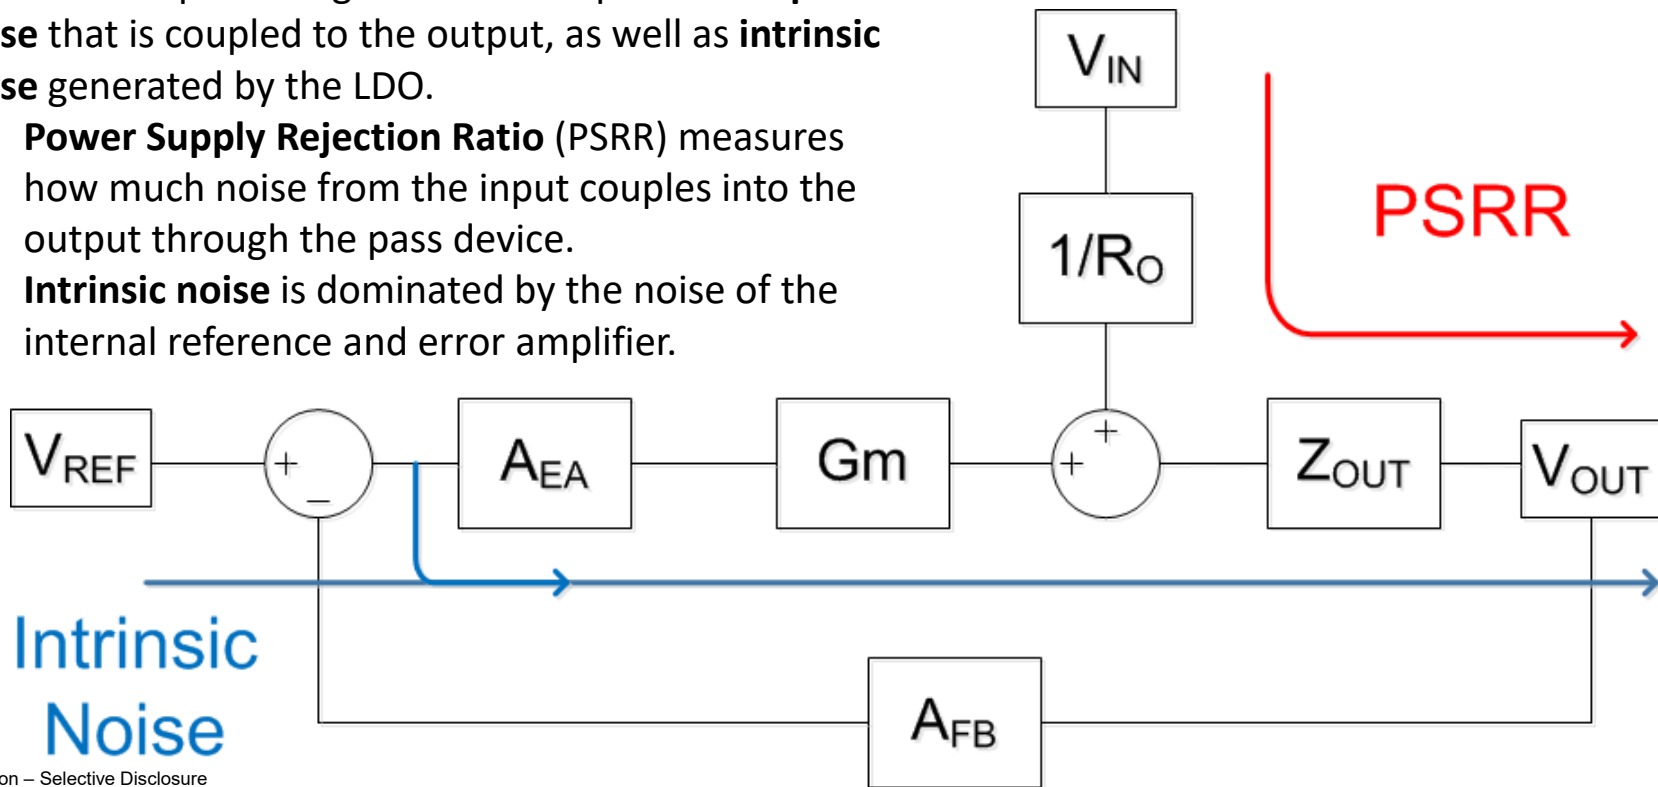 se that is coupled to the output, as well as intrinsic
se generated by the LDO.
Power Supply Rejection Ratio (PSRR) measures
how much noise from the input couples into the
output through the pass device.
Intrinsic noise is dominated by the noise of the
internal reference and error amplifier.
VIN
1/RO
PSRR
VREF
+
−
AEA
Gm
+
+
ZOUT
VOUT
Intrinsic
Noise
AFB
on – Selective Disclosure